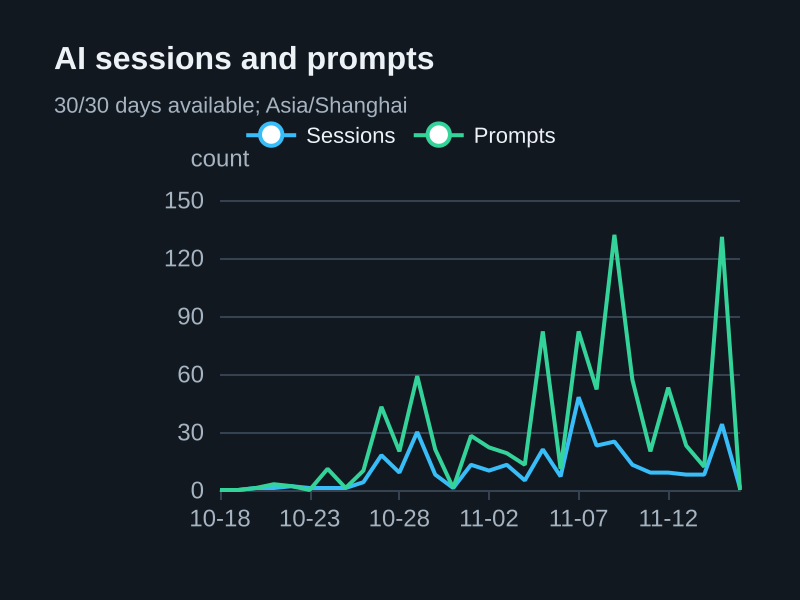 AI sessions and prompts
30/30 days available; Asia/Shanghai
Sessions Prompts
count
150
120
90
60
30
0
10-18 10-23 10-28 11-02 11-07 11-12